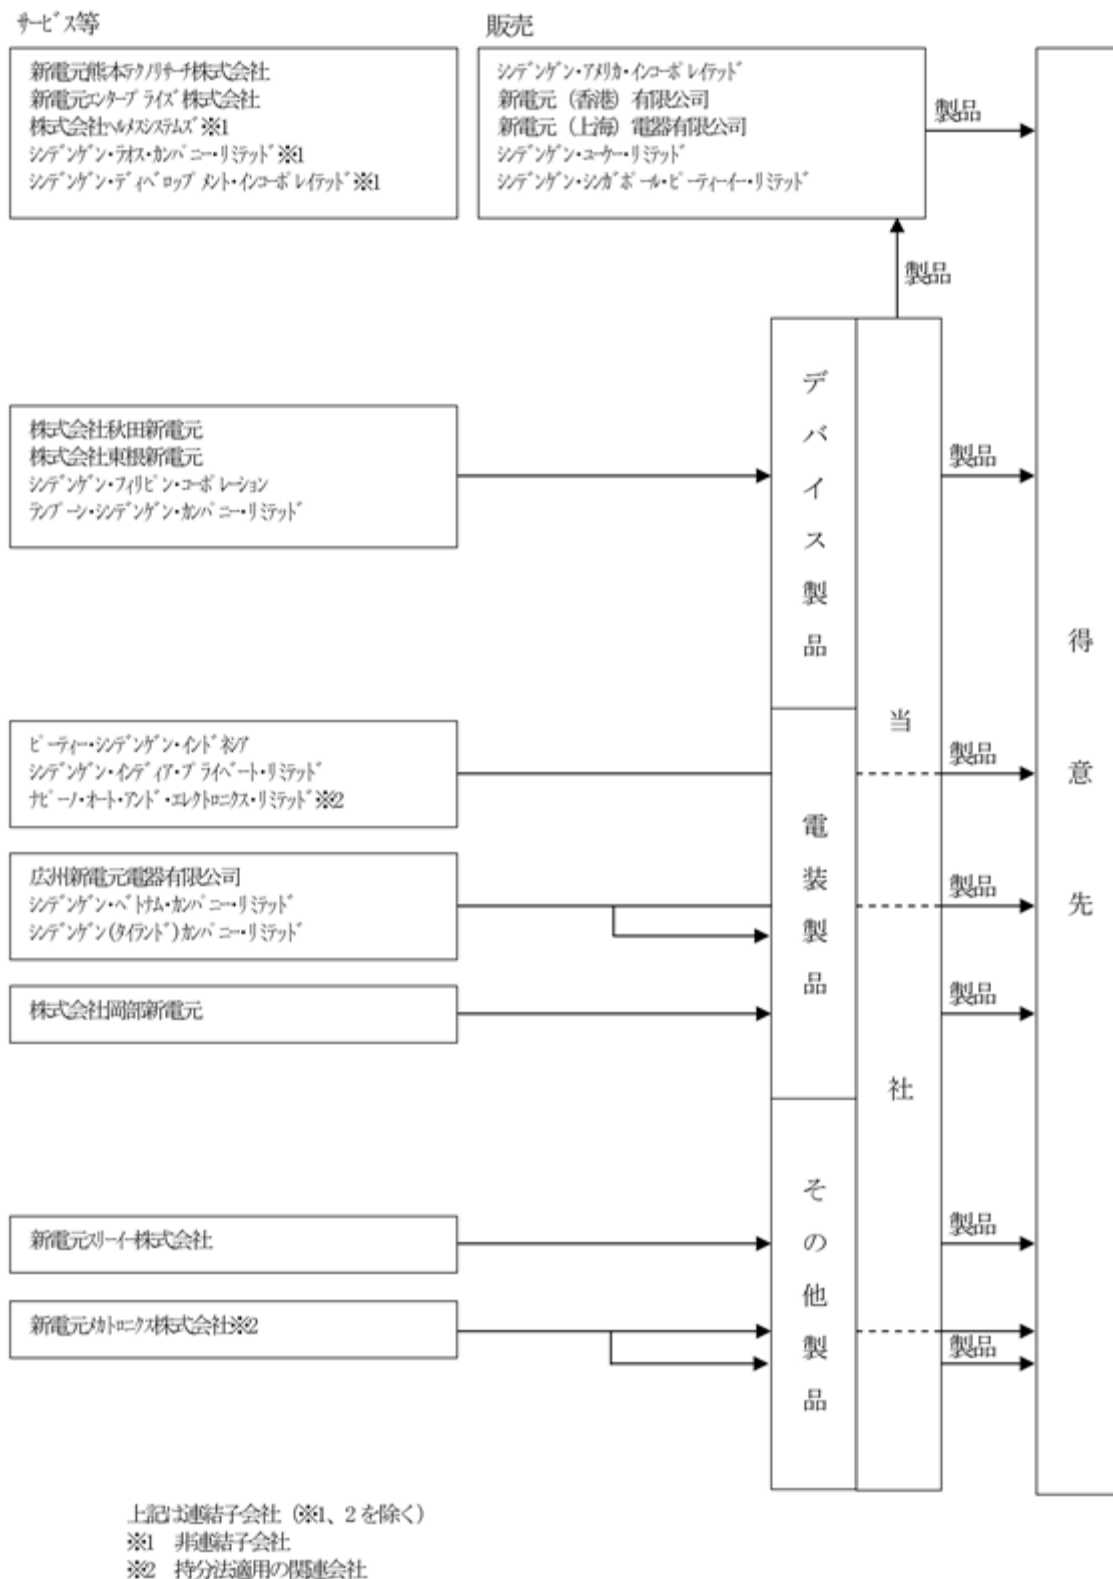 サービス等
販売
新電元熊本テクノリサーチ株式会社
新電元エンタープライズ株式会社
株式会社ヘルメスシステムズ※1
シンデンゲン・ラオス・カンパニー・リミテッド※1
シンデンゲン・ディベロップメント・インコーポレイテッド※1
シンデンゲン・アメリカ・インコーポレイテッド
新電元（香港）有限公司
新電元（上海）電器有限公司
シンデンゲン・ユーケー・リミテッド
シンデンゲン・シンガポール・ピーティーイー・リミテッド
製品
製品
株式会社秋田新電元
株式会社東根新電元
シンデンゲン・フィリピン・コーポレーション
ランプーン・シンデンゲン・カンパニー・リミテッド
デバイス製品
製品
ピーティー・シンデンゲン・インドネシア
シンデンゲン・インディア・プライベート・リミテッド
ナピーノ・オート・アンド・エレクトロニクス・リミテッド※2
製品
広州新電元電器有限公司
シンデンゲン・ベトナム・カンパニー・リミテッド
シンデンゲン(タイランド)カンパニー・リミテッド
電装製品
製品
株式会社岡部新電元
製品
当社
得意先
新電元スリーイー株式会社
その他製品
製品
新電元メカトロニクス株式会社※2
製品
上記は連結子会社（※1、2を除く）
※1　非連結子会社
※2　持分法適用の関連会社